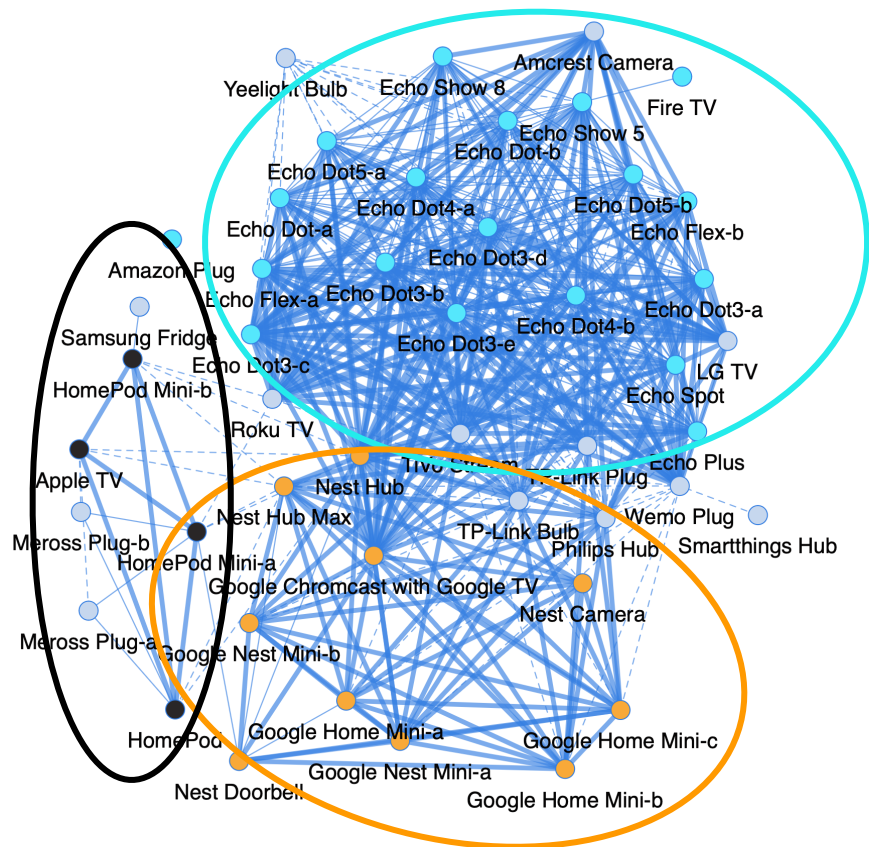 Amcrest Camera
Yeelight Bulb
Echo Show 8
Fire TV
Echo Show 5
Echo Dot-b
Echo Dot5-a
Echo Dot4-a
Echo Dot5-b
Echo Dot-a
Echo Flex-b
Echo Dot3-d
Amazon Plug
Echo Flex-a
Echo Dot3-b
Echo Dot3-a
Echo Dot4-b
Samsung Fridge
Echo Dot3-e
Echo Dot3-c
LG TV
HomePod Mini-b
Echo Spot
Roku TV
TiVo Stream
Echo Plus
Apple TV
TP-Link Plug
Nest Hub
Nest Hub Max
Wemo Plug
TP-Link Bulb
Meross Plug-b
Philips Hub
Smartthings Hub
HomePod Mini-a
Google Chromcast with Google TV
Nest Camera
Meross Plug-a
Google Nest Mini-b
Google Home Mini-a
HomePod
Google Home Mini-c
Google Nest Mini-a
Nest Doorbell
Google Home Mini-b